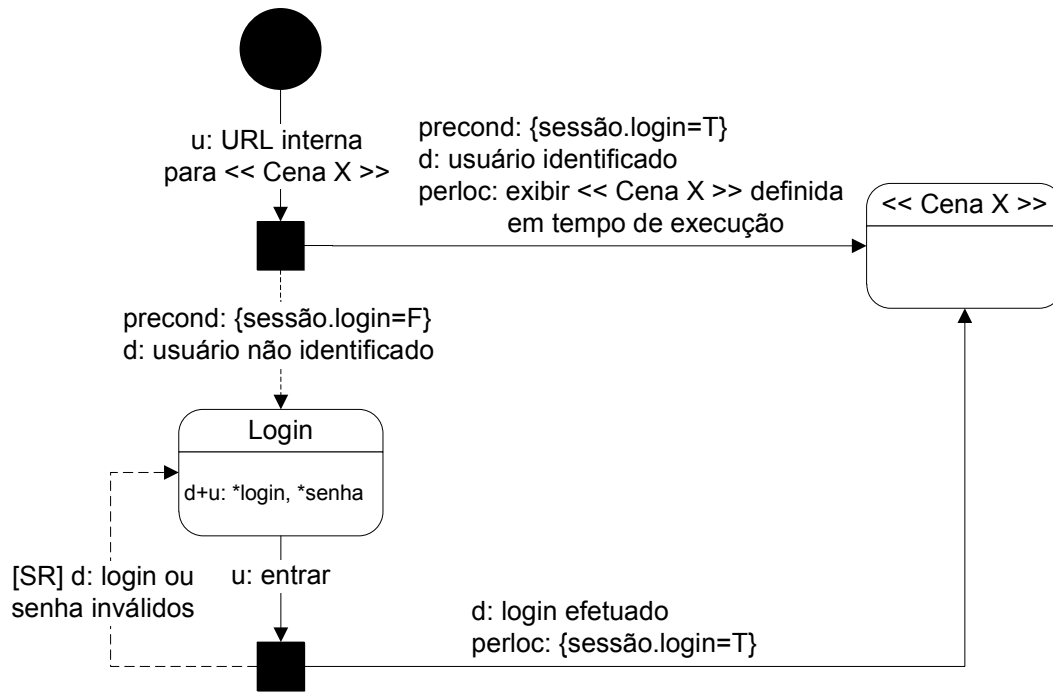 u: URL interna
para << Cena X >>
precond: {sessão.login=T}
d: usuário identificado
perloc: exibir << Cena X >> definida
em tempo de execução
<< Cena X >>
precond: {sessão.login=F}
d: usuário não identificado
Login
d+u: *login, *senha
[SR] d: login ou
senha inválidos
u: entrar
d: login efetuado
perloc: {sessão.login=T}